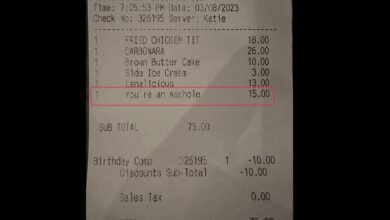 Time: 7:05:53 PM Date: 03/08/2023
Check No: 326195 Server: Katie
1 FRIED CHICKEN TIT 18.00
1 CARBONARA 26.00
1 Brown Butter Cake 10.00
1 Side Ice Cream 3.00
1 Lenalicious 13.00
1 You're an Asshole 15.00
SUB TOTAL 75.00
Birthday Comp 326195 1 -10.00
Discounts Sub-Total -10.00
Sales Tax 0.00